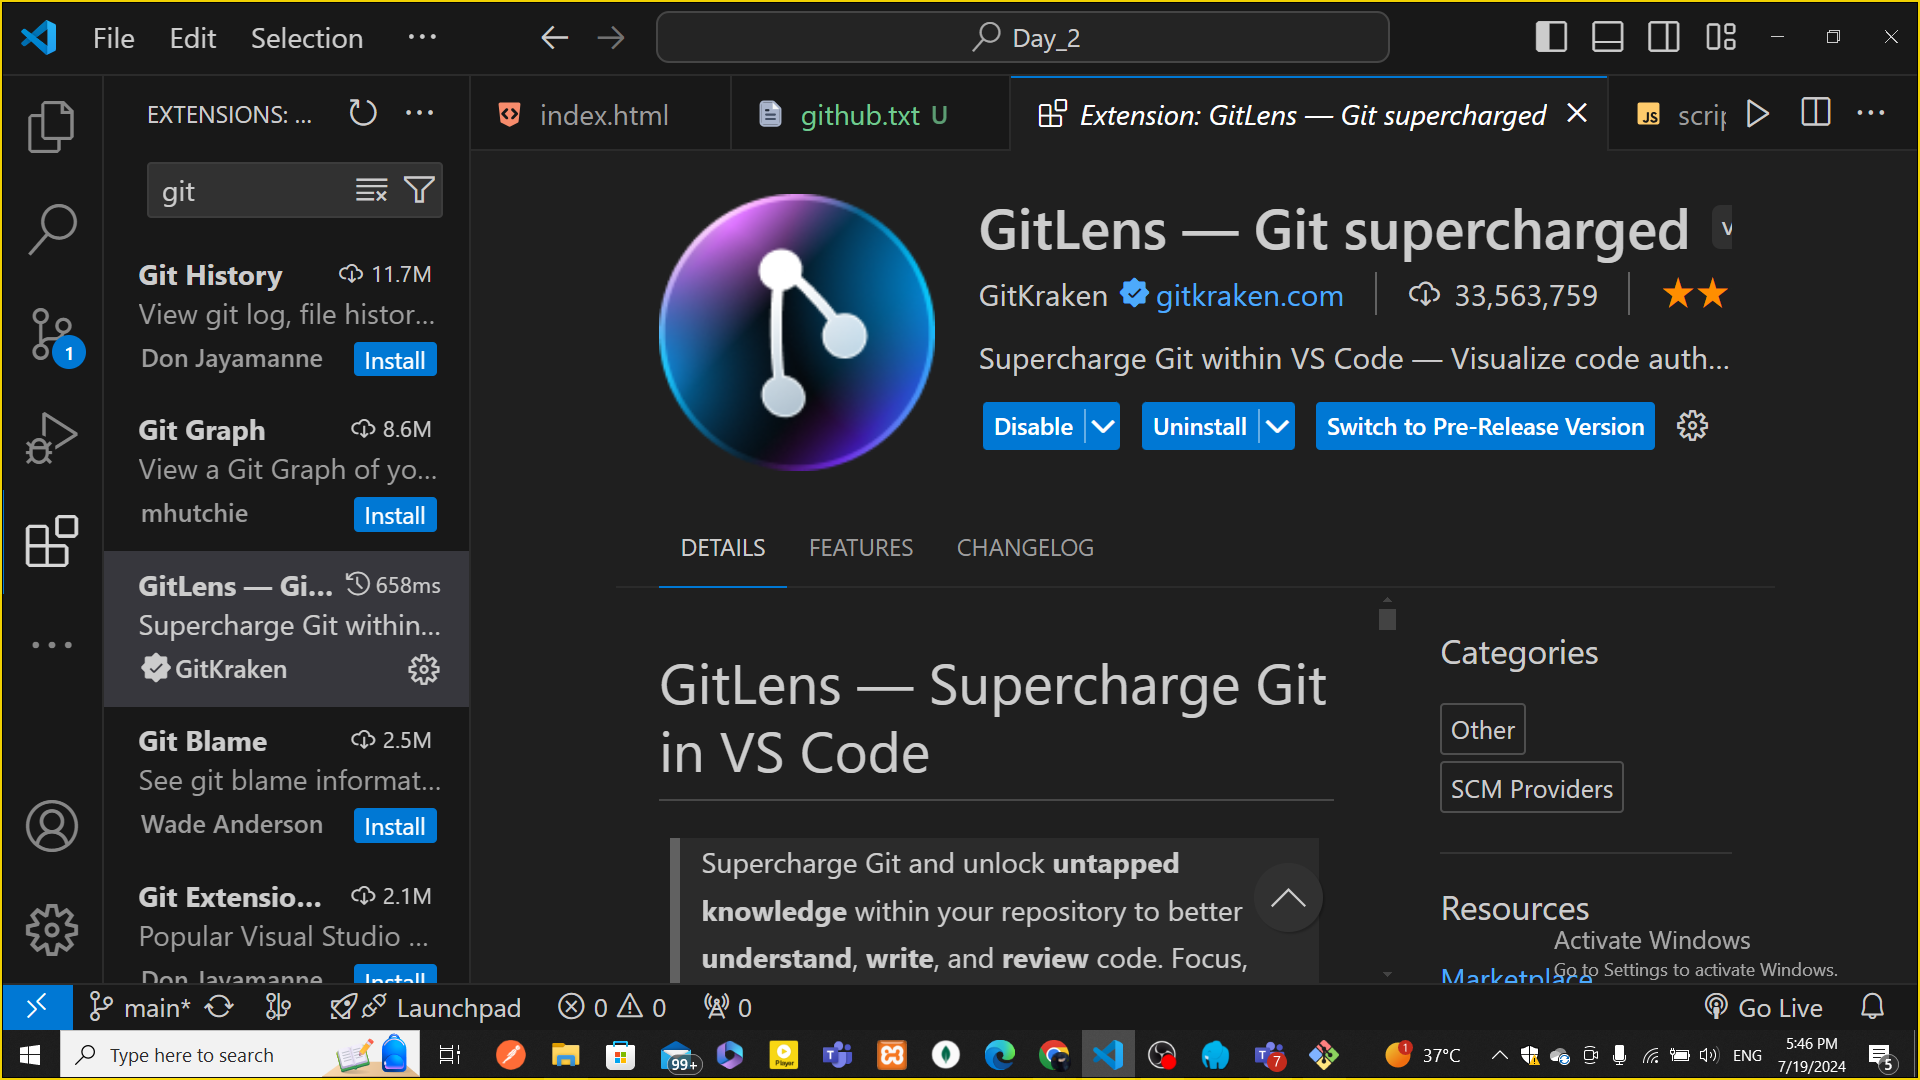 File Edit Selection ···
Day_2
EXTENSIONS: ...
index.html
github.txt U
Extension: GitLens — Git supercharged
JS scrip
git
Git History 11.7M
View git log, file histor...
Don Jayamanne Install
Git Graph 8.6M
View a Git Graph of yo...
mhutchie Install
GitLens — Gi... 658ms
Supercharge Git within...
GitKraken
Git Blame 2.5M
See git blame informat...
Wade Anderson Install
Git Extensio... 2.1M
Popular Visual Studio ...
Don Jayamanne Install
1
GitLens — Git supercharged v
GitKraken gitkraken.com 33,563,759
Supercharge Git within VS Code — Visualize code auth...
Disable Uninstall Switch to Pre-Release Version
DETAILS FEATURES CHANGELOG
GitLens — Supercharge Git
in VS Code
Supercharge Git and unlock untapped
knowledge within your repository to better
understand, write, and review code. Focus,
Categories
Other
SCM Providers
Resources
Marketplace
Activate Windows
Go to Settings to activate Windows.
main* Launchpad 0 0 0 Go Live
Type here to search
99+
Player
7
1
37°C
ENG
5:46 PM
7/19/2024
5